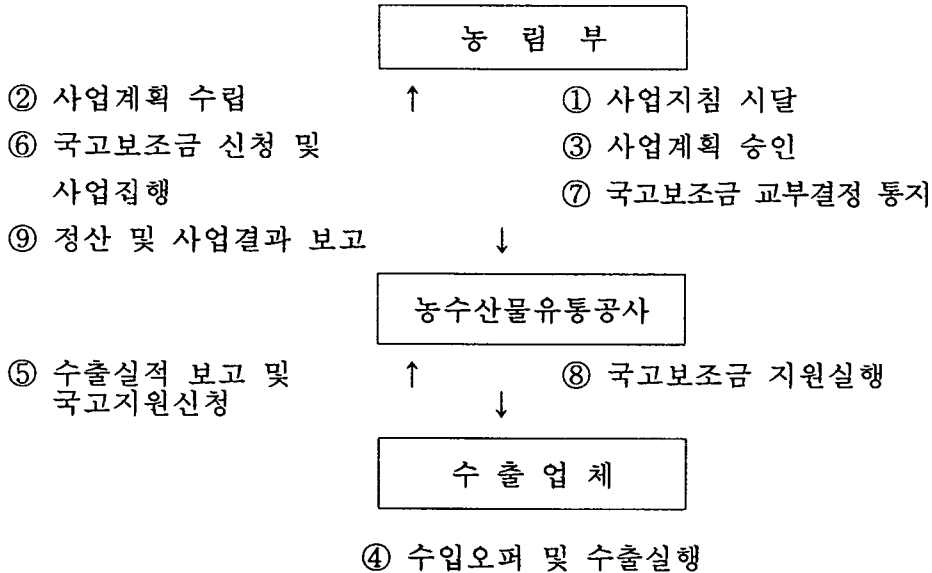 농 림 부
② 사업계획 수립 ↑ ① 사업지침 시달
⑥ 국고보조금 신청 및 ③ 사업계획 승인
사업집행 ⑦ 국고보조금 교부결정 통지
⑨ 정산 및 사업결과 보고 ↓
농수산물유통공사
⑤ 수출실적 보고 및 ↑ ⑧ 국고보조금 지원실행
국고지원신청 ↓
수 출 업 체
④ 수입오퍼 및 수출실행